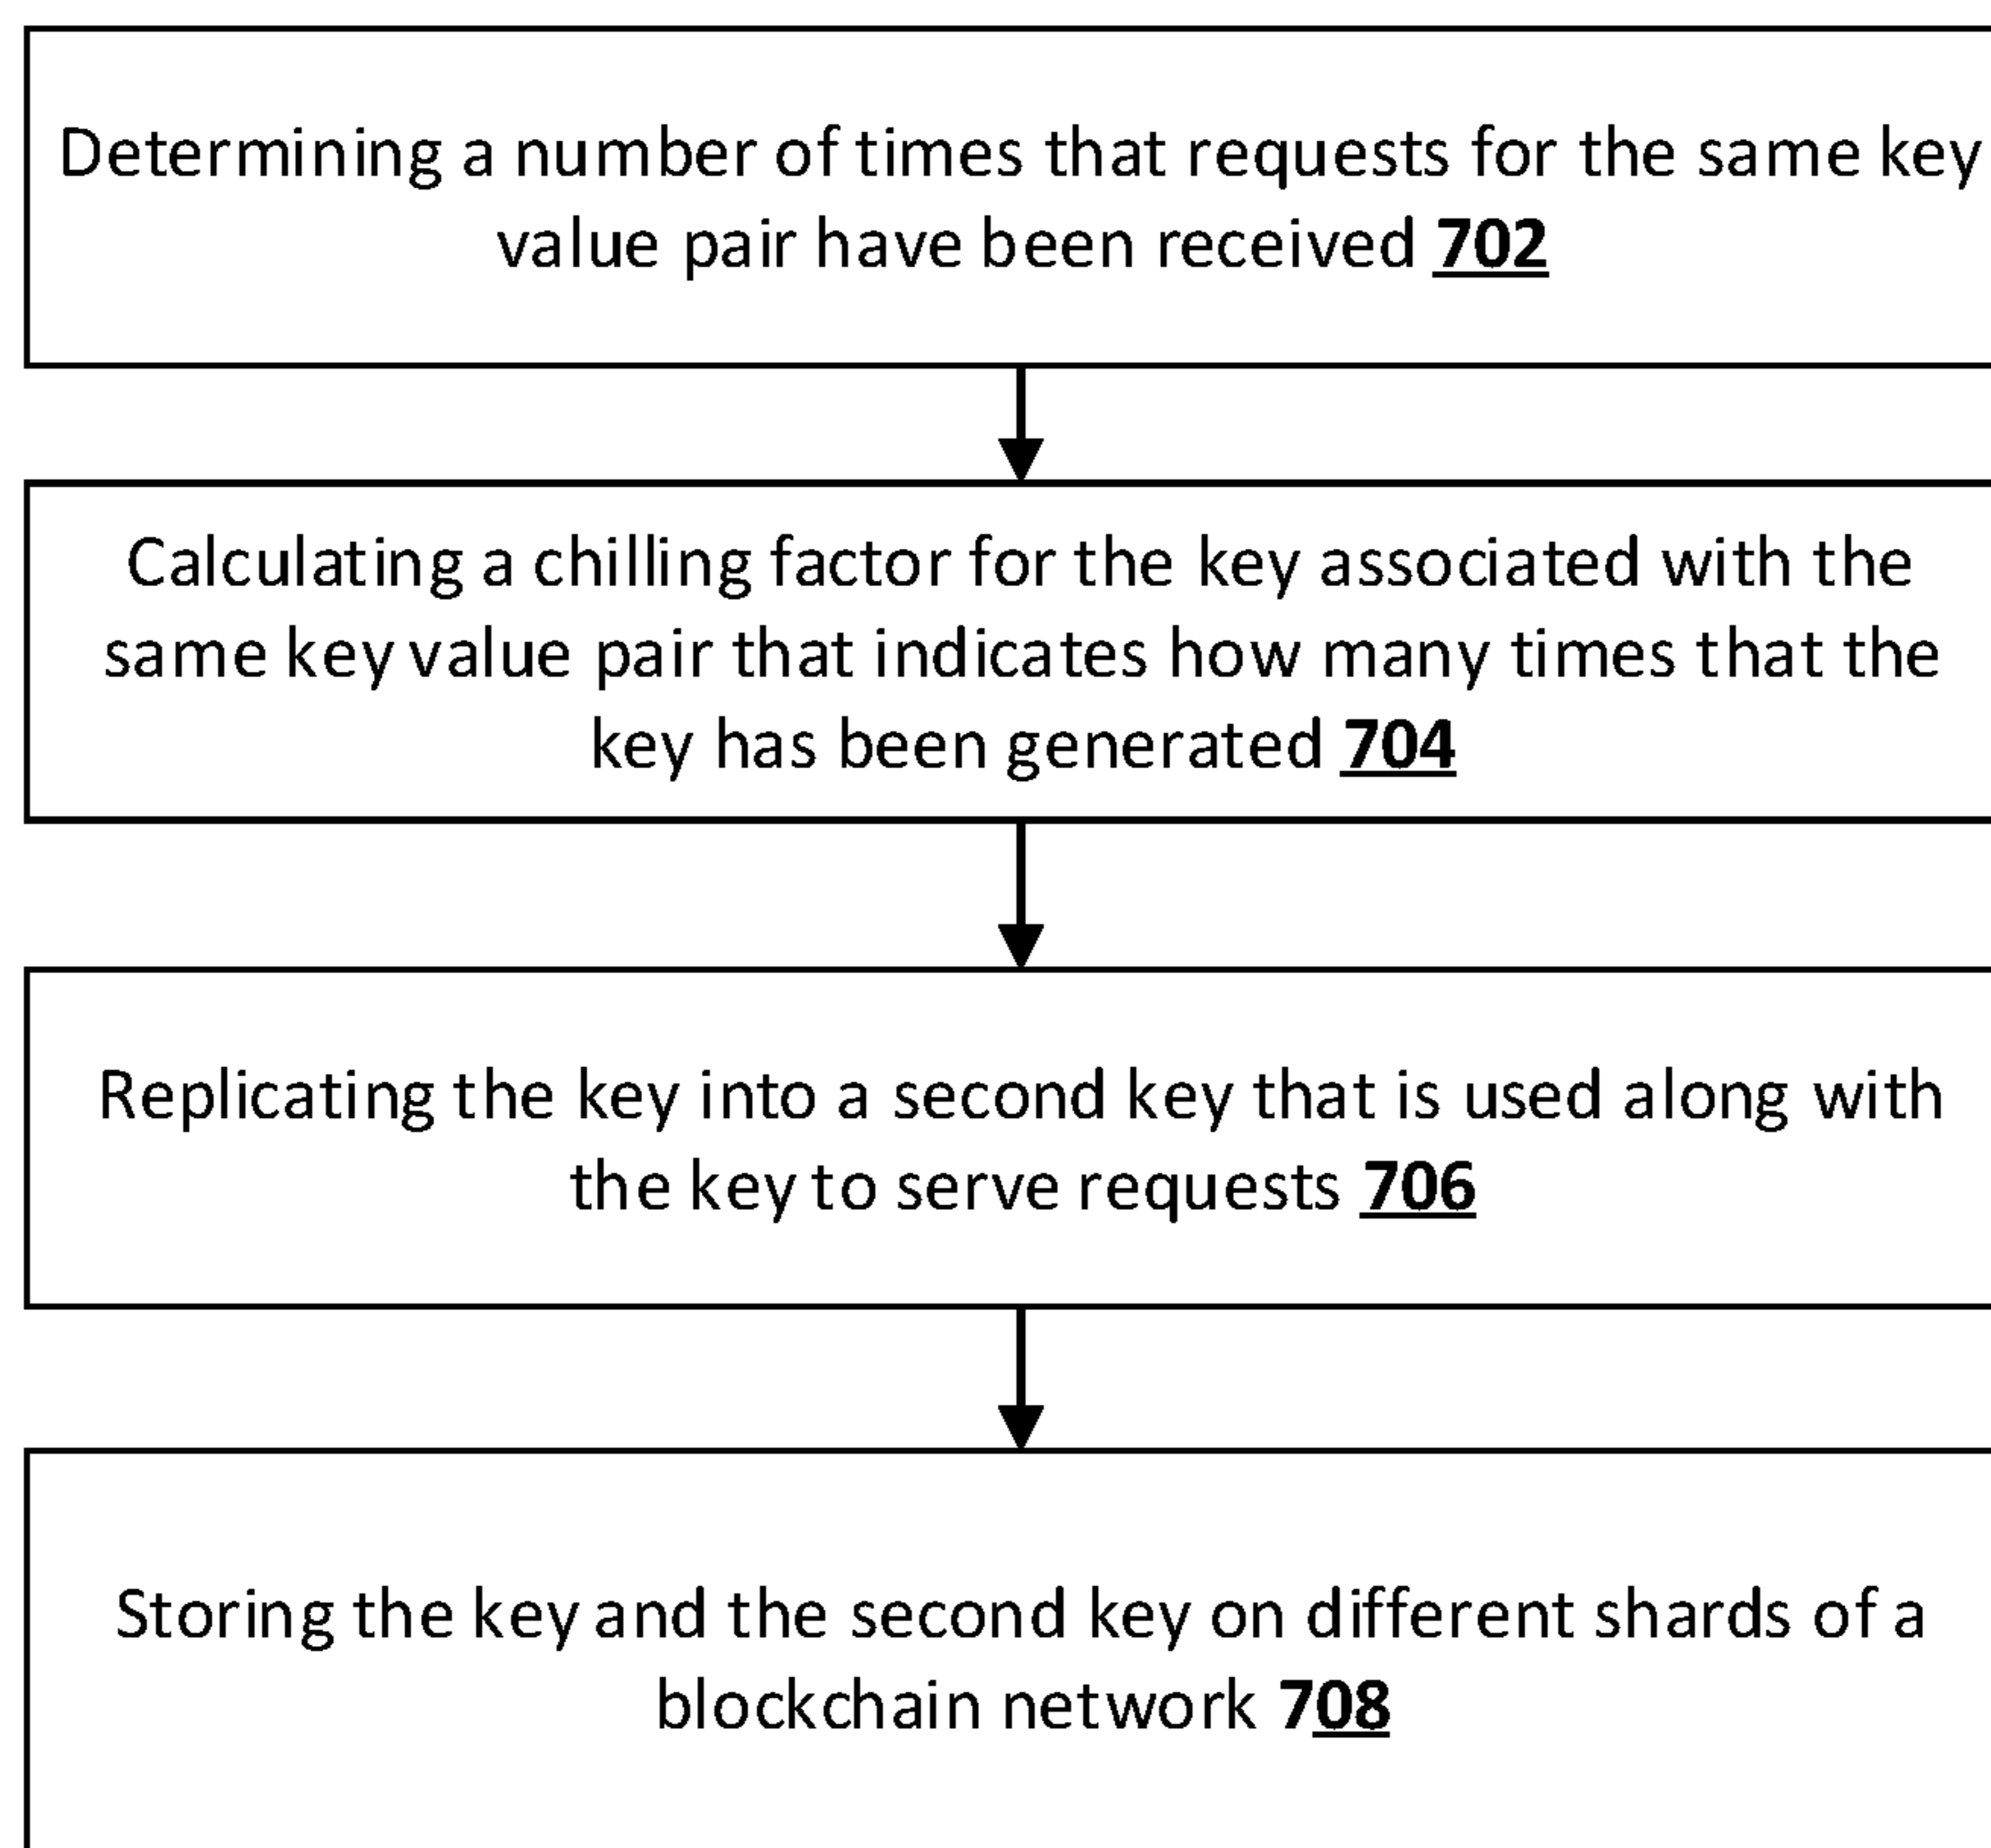 Determining a number of times that requests for the same key
value pair have been received 702
Calculating a chilling factor for the key associated with the
same key value pair that indicates how many times that the
key has been generated 704
Replicating the key into a second key that is used along with
the key to serve requests 706
Storing the key and the second key on different shards of a
blockchain network 708